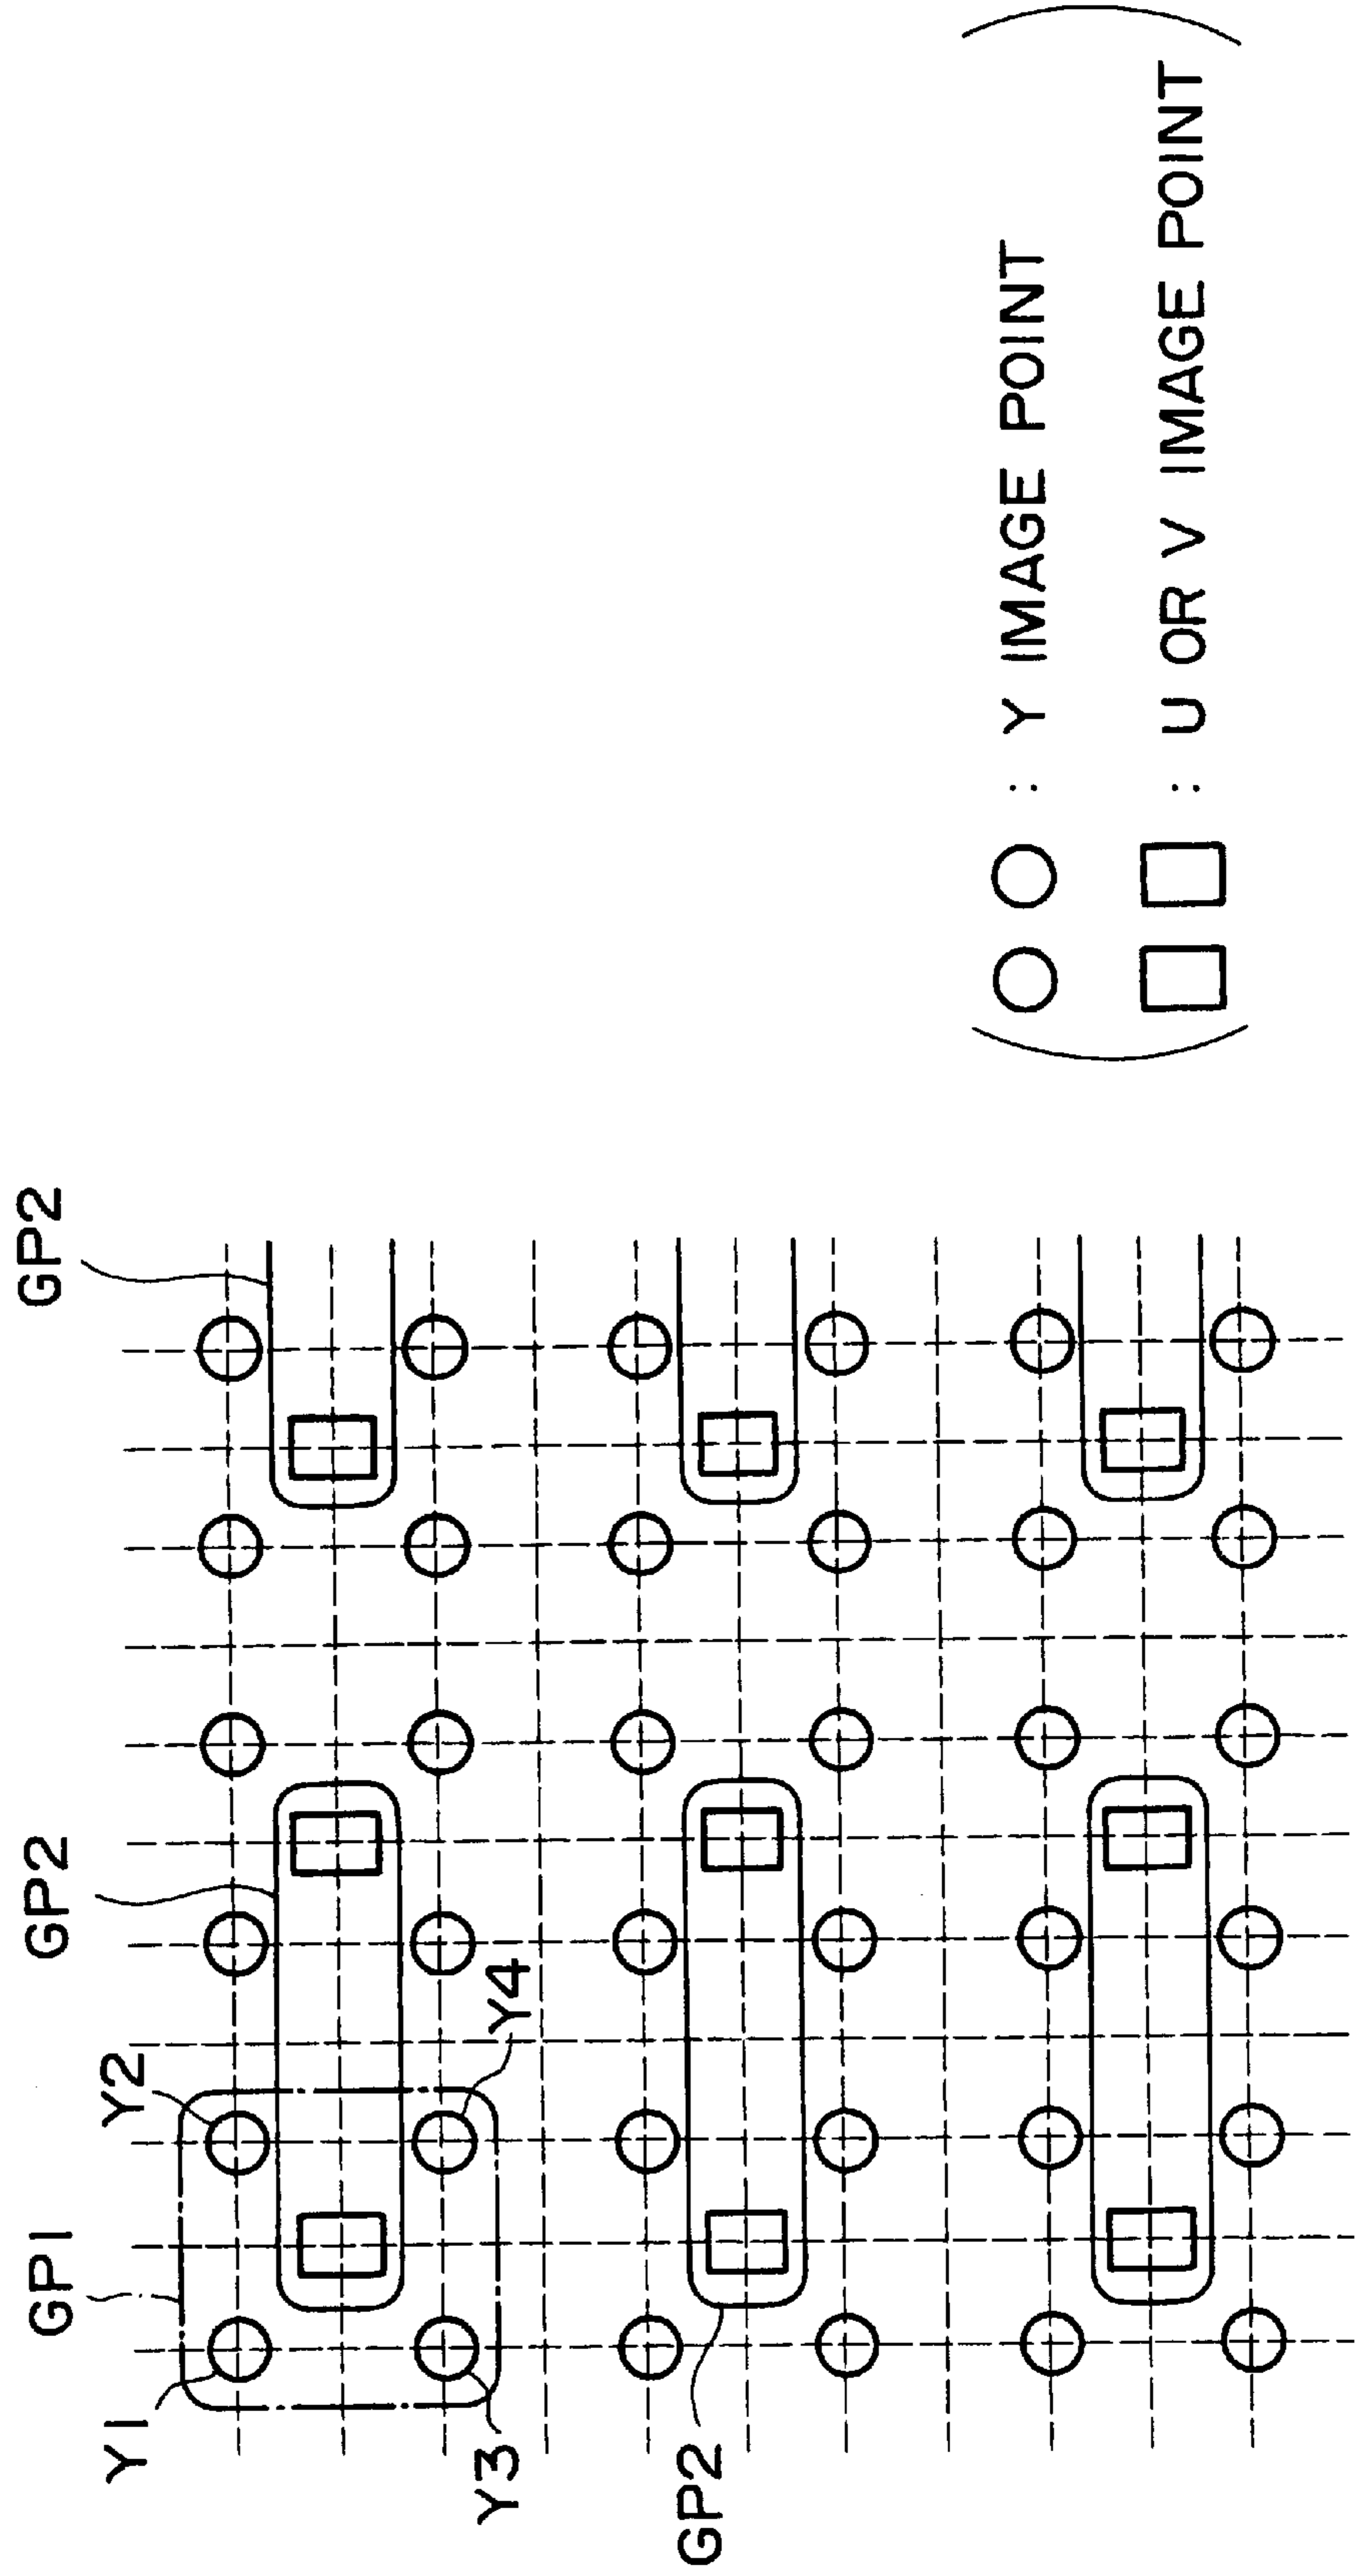 GP1
GP2
GP2
Y1
Y2
Y3
Y4
GP2
: Y IMAGE POINT
: U OR V IMAGE POINT